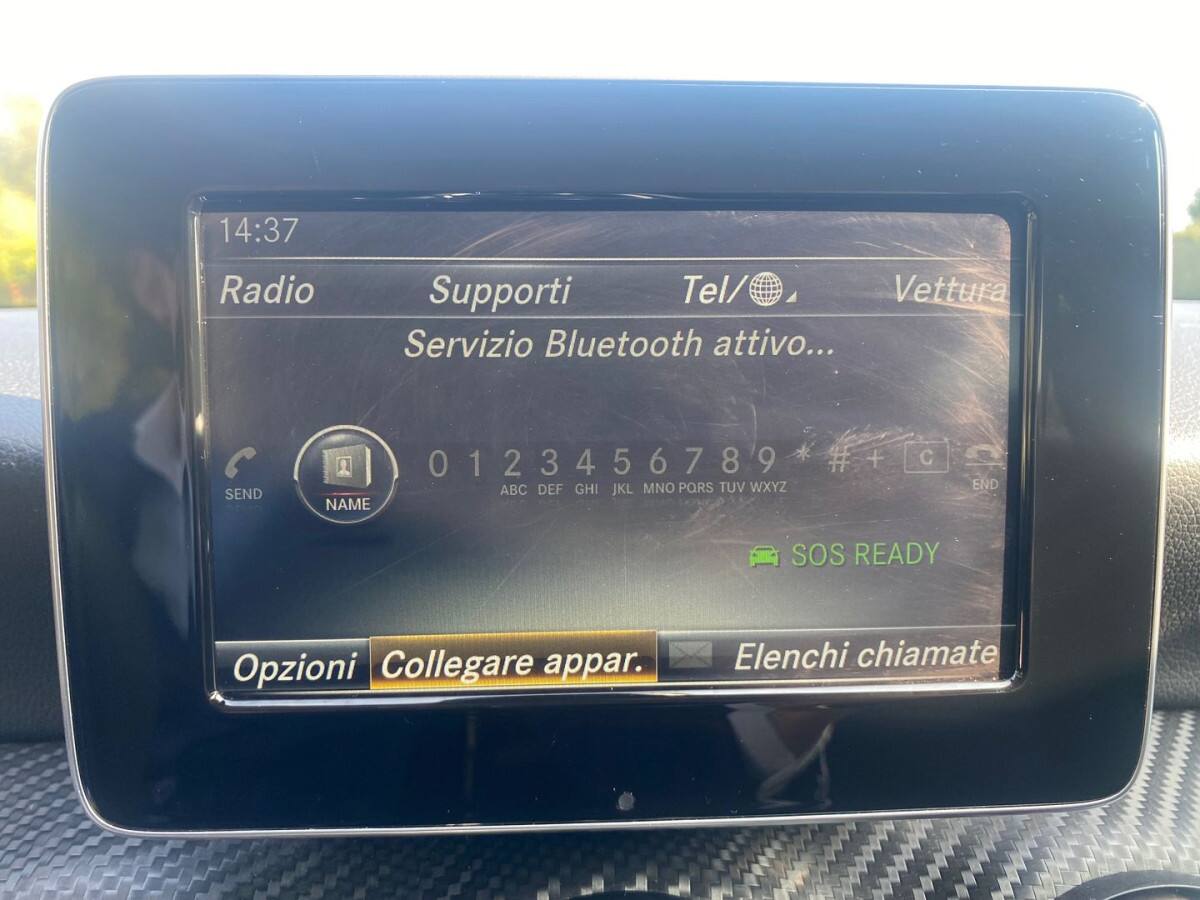 14:37
Radio Supporti Tel/ Vettura
Servizio Bluetooth attivo...
SEND NAME 0 1 2 3 4 5 6 7 8 9 * # + C END
ABC DEF GHI JKL MNO PQRS TUV WXYZ
SOS READY
Opzioni Collegare appar. Elenchi chiamate